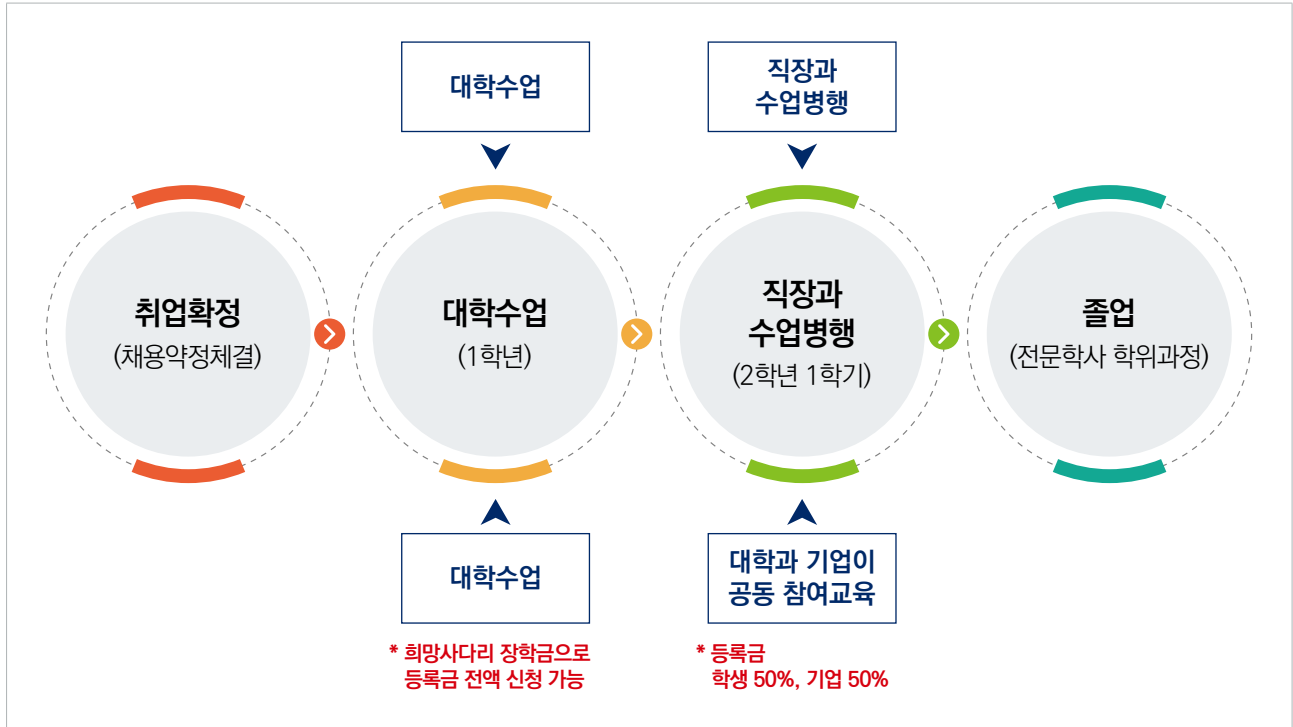 대학수업
직장과
수업병행
취업확정
(채용약정체결)
대학수업
(1학년)
직장과
수업병행
(2학년 1학기)
졸업
(전문학사 학위과정)
대학수업
* 희망사다리 장학금으로
등록금 전액 신청 가능
대학과 기업이
공동 참여교육
* 등록금
학생 50%, 기업 50%